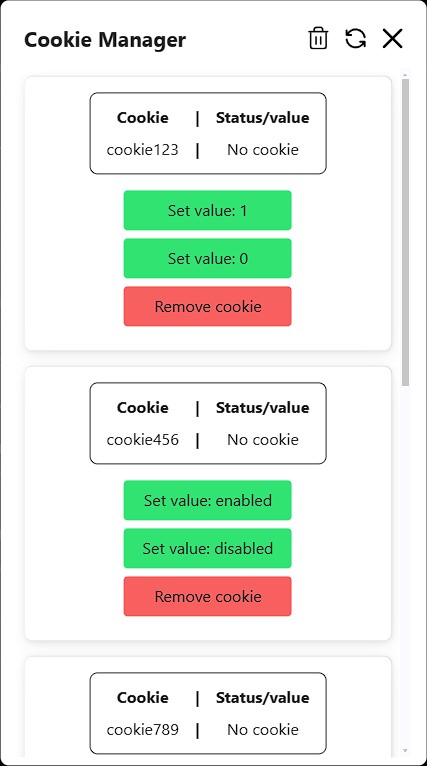 Cookie Manager
Cookie | Status/value
cookie123 | No cookie
Set value: 1
Set value: 0
Remove cookie
Cookie | Status/value
cookie456 | No cookie
Set value: enabled
Set value: disabled
Remove cookie
Cookie | Status/value
cookie789 | No cookie